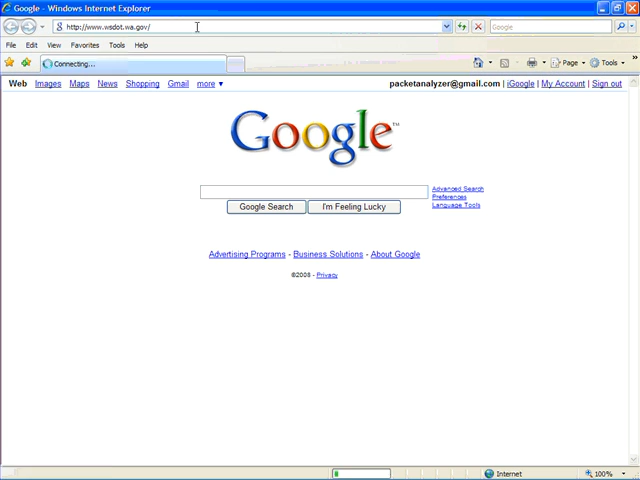 Google - Windows Internet Explorer
http://www.wsdot.wa.gov/
Google
File Edit View Favorites Tools Help
Connecting...
Page Tools
Web Images Maps News Shopping Gmail more ▼
packetanalyzer@gmail.com | iGoogle | My Account | Sign out
Google™
Advanced Search
Preferences
Language Tools
Google Search I'm Feeling Lucky
Advertising Programs - Business Solutions - About Google
©2008 - Privacy
Internet 100%